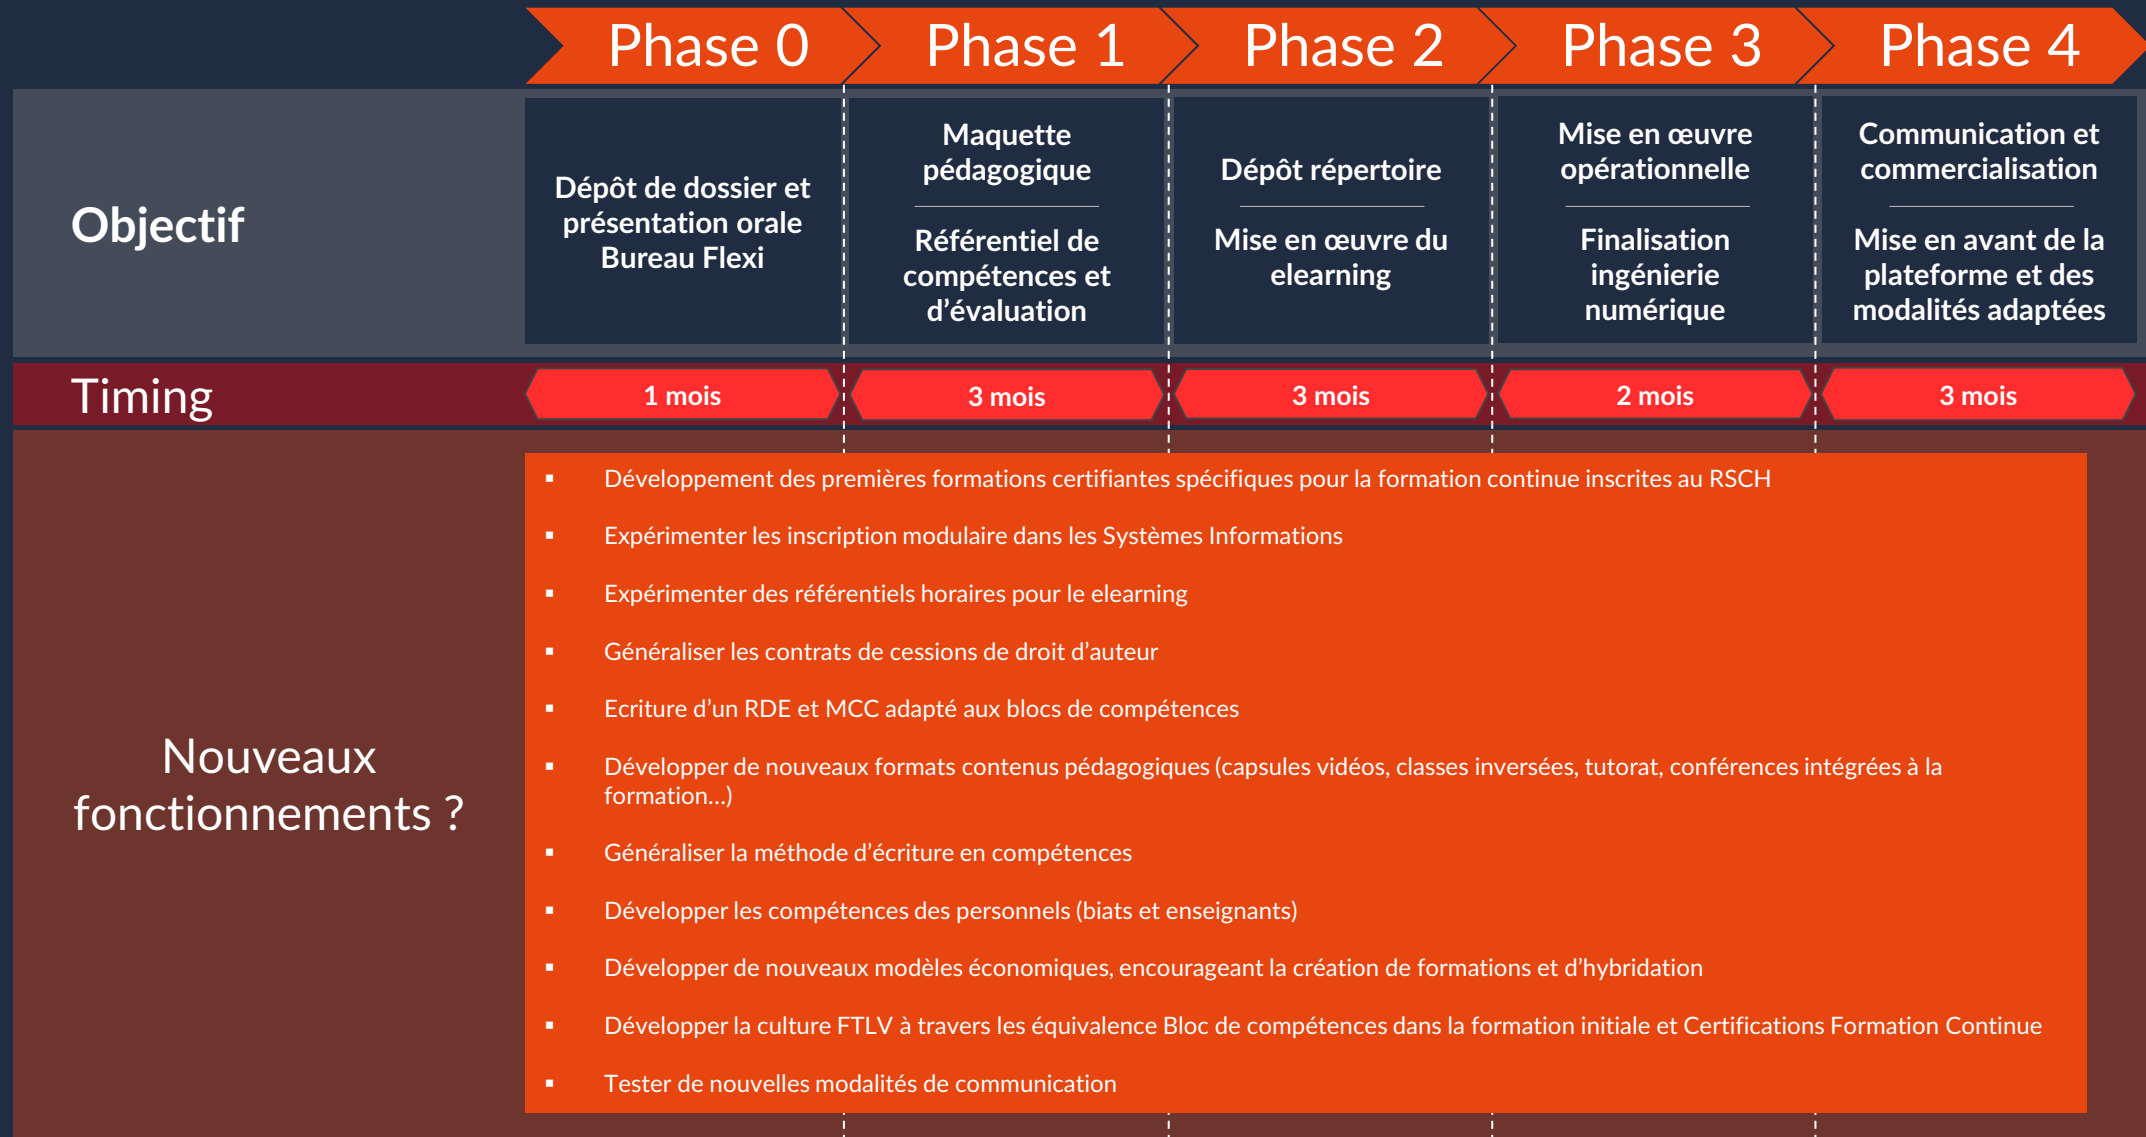 Phase 0
Phase 1
Phase 2
Phase 3
Phase 4
Objectif
Dépôt de dossier et
présentation orale
Bureau Flexi
Maquette
pédagogique
Référentiel de
compétences et
d’évaluation
Dépôt répertoire
Mise en œuvre du
elearning
Mise en œuvre
opérationnelle
Finalisation
ingénierie
numérique
Communication et
commercialisation
Mise en avant de la
plateforme et des
modalités adaptées
Timing
1 mois
3 mois
3 mois
2 mois
3 mois
Nouveaux
fonctionnements ?
▪ Développement des premières formations certifiantes spécifiques pour la formation continue inscrites au RSCH
▪ Expérimenter les inscription modulaire dans les Systèmes Informations
▪ Expérimenter des référentiels horaires pour le elearning
▪ Généraliser les contrats de cessions de droit d’auteur
▪ Ecriture d’un RDE et MCC adapté aux blocs de compétences
▪ Développer de nouveaux formats contenus pédagogiques (capsules vidéos, classes inversées, tutorat, conférences intégrées à la
formation…)
▪ Généraliser la méthode d’écriture en compétences
▪ Développer les compétences des personnels (biats et enseignants)
▪ Développer de nouveaux modèles économiques, encourageant la création de formations et d’hybridation
▪ Développer la culture FTLV à travers les équivalence Bloc de compétences dans la formation initiale et Certifications Formation Continue
▪ Tester de nouvelles modalités de communication